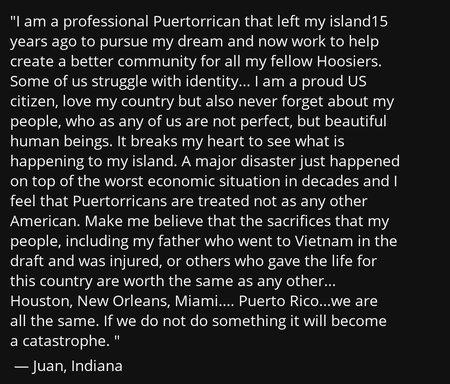 "I am a professional Puertorrican that left my island15
years ago to pursue my dream and now work to help
create a better community for all my fellow Hoosiers.
Some of us struggle with identity... I am a proud US
citizen, love my country but also never forget about my
people, who as any of us are not perfect, but beautiful
human beings. It breaks my heart to see what is
happening to my island. A major disaster just happened
on top of the worst economic situation in decades and I
feel that Puertorricans are treated not as any other
American. Make me believe that the sacrifices that my
people, including my father who went to Vietnam in the
draft and was injured, or others who gave the life for
this country are worth the same as any other...
Houston, New Orleans, Miami.... Puerto Rico...we are
all the same. If we do not do something it will become
a catastrophe. "
— Juan, Indiana